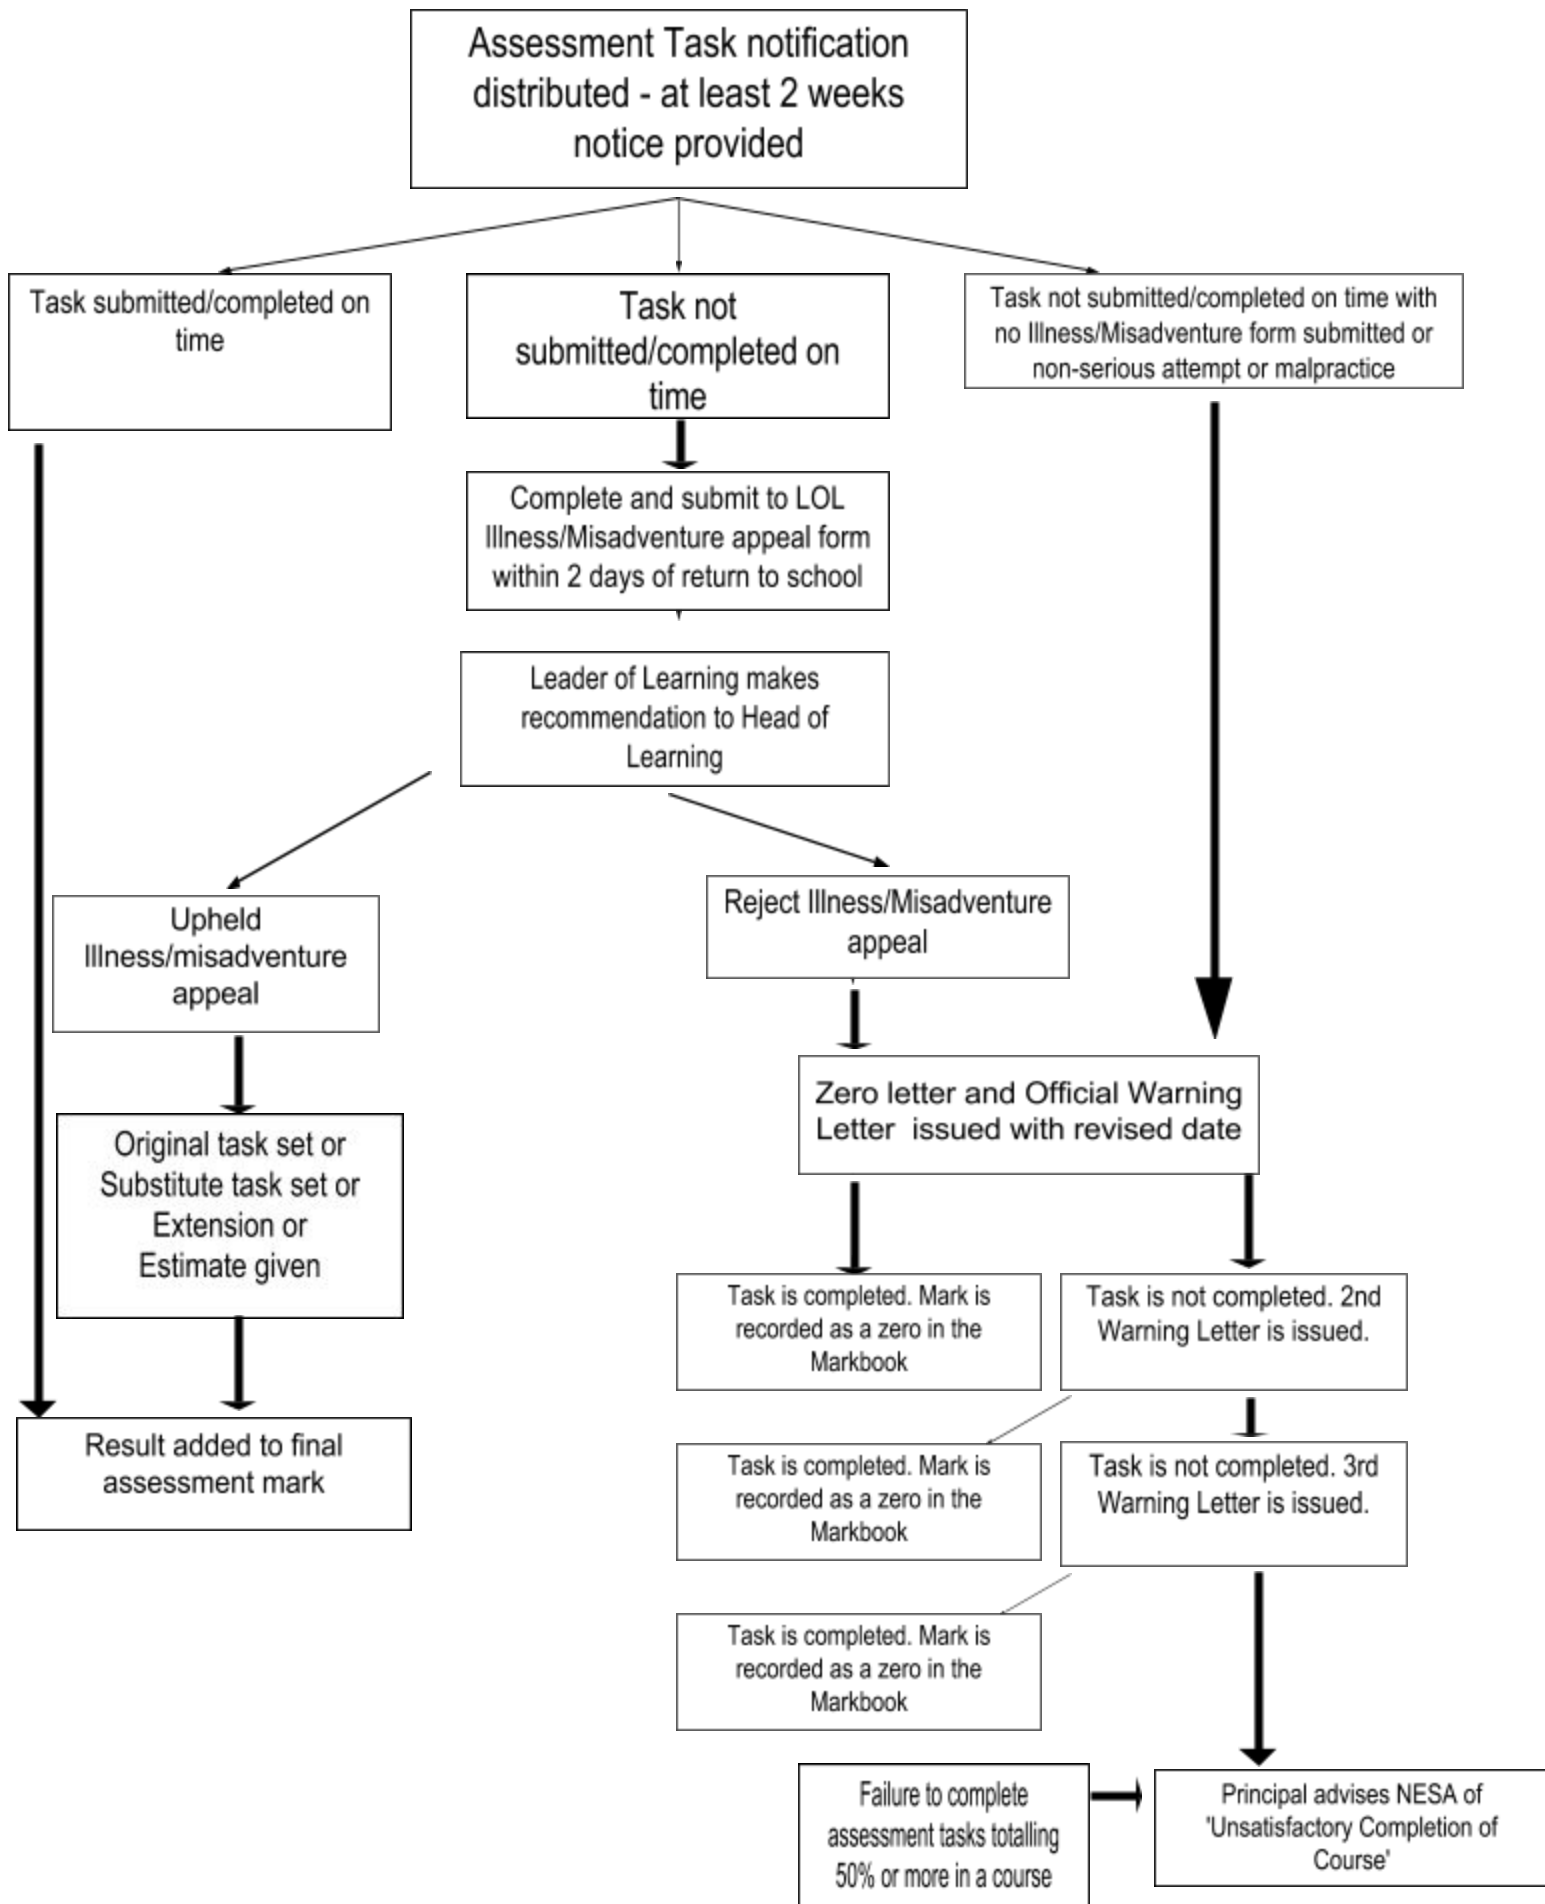 Assessment Task notification
distributed - at least 2 weeks
notice provided
Task submitted/completed on
time
Task not
submitted/completed on
time
Task not submitted/completed on time with
no Illness/Misadventure form submitted or
non-serious attempt or malpractice
Complete and submit to LOL
Illness/Misadventure appeal form
within 2 days of return to school
Leader of Learning makes
recommendation to Head of
Learning
Upheld
Illness/misadventure
appeal
Reject Illness/Misadventure
appeal
Original task set or
Substitute task set or
Extension or
Estimate given
Zero letter and Official Warning
Letter  issued with revised date
Task is completed. Mark is
recorded as a zero in the
Markbook
Task is not completed. 2nd
Warning Letter is issued.
Result added to final
assessment mark
Task is completed. Mark is
recorded as a zero in the
Markbook
Task is not completed. 3rd
Warning Letter is issued.
Task is completed. Mark is
recorded as a zero in the
Markbook
Failure to complete
assessment tasks totalling
50% or more in a course
Principal advises NESA of
'Unsatisfactory Completion of
Course'